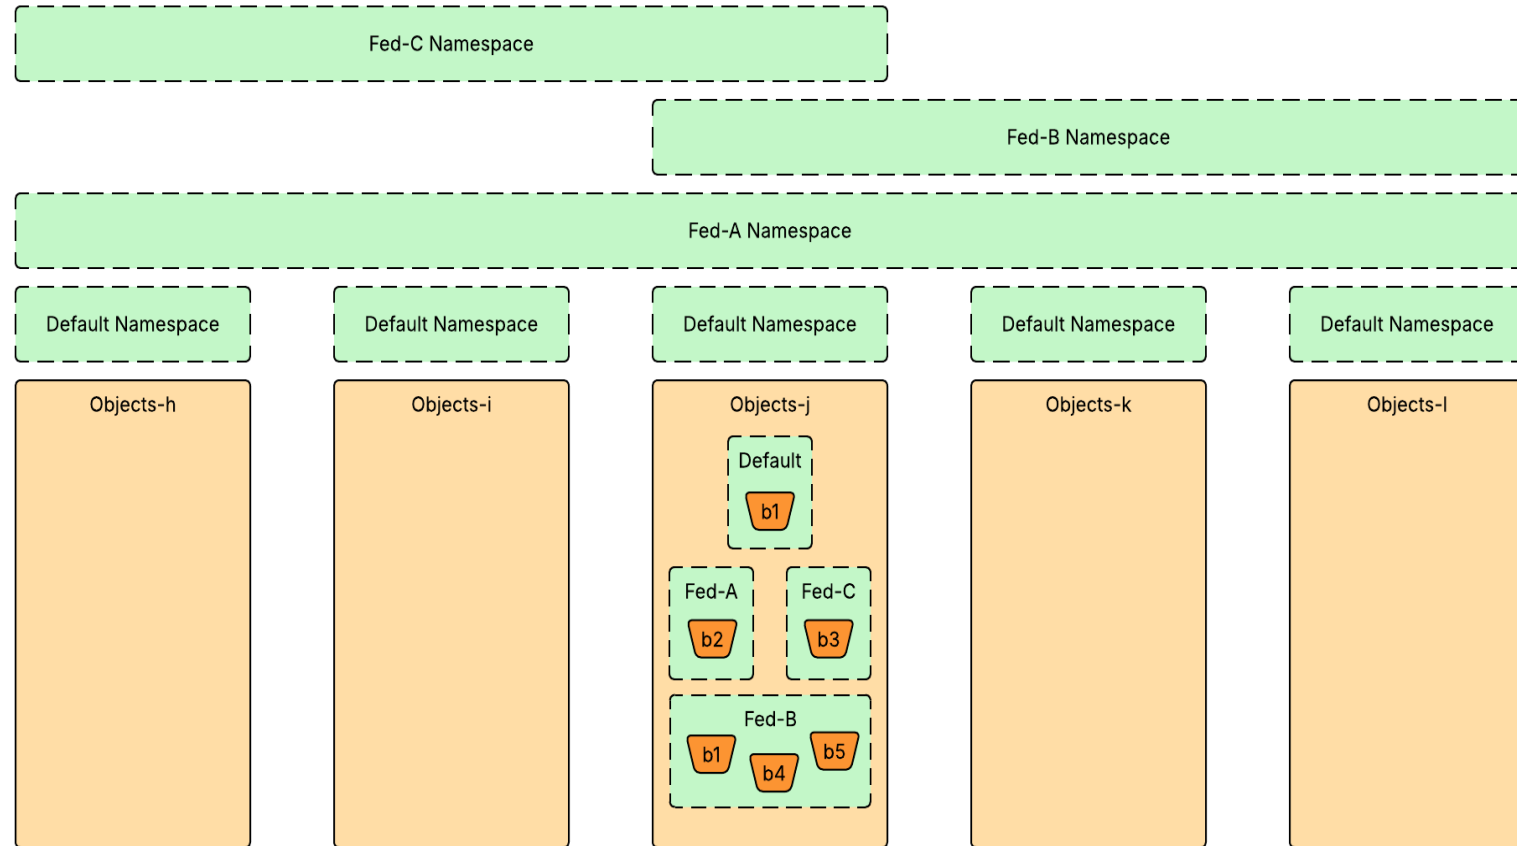 Fed-C Namespace
Fed-B Namespace
Fed-A Namespace
Default Namespace
Default Namespace
Default Namespace
Default Namespace
Default Namespace
Objects-h
Objects-i
Objects-j
Objects-k
Objects-l
Default
b1
Fed-A
Fed-C
b2
b3
Fed-B
b1
b4
b5